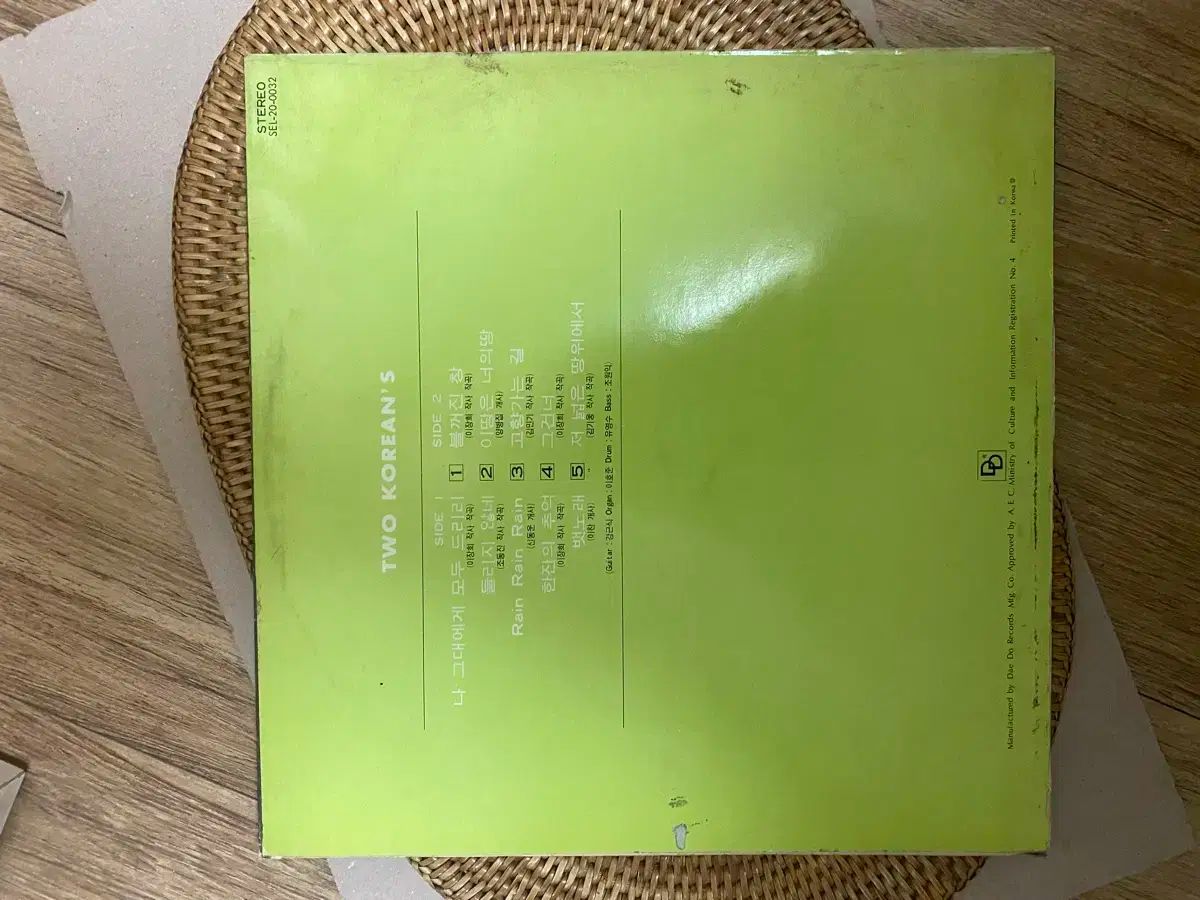 STEREO
SEL-20-0032
TWO KOREAN'S
SIDE 1 SIDE 2
나 그대에게 모두 드리리 1 불꺼진 창
(이장희 작사 작곡) (이장희 작사 작곡)
들리지 않네 2 이땅은 너의땅
(조동진 작사 작곡) (양병집 개사)
Rain Rain Rain 3 고향가는 길
(신동운 개사) (김민기 작사 작곡)
한잔의 추억 4 그건너
(이장희 작사 작곡) (이장희 작사 작곡)
뱃노래 5 저 넓은 땅위에서
(이찬 개사) " (김기웅 작사 작곡)
(Guitar : 강근식 Organ : 이호준 Drum : 유영수 Bass : 조원익)
DD
Manufactured by Dae Do Records Mfg. Co. Approved by A. E C. Ministry of Culture and Information Registration No. 4 Printed in Korea ⓟ